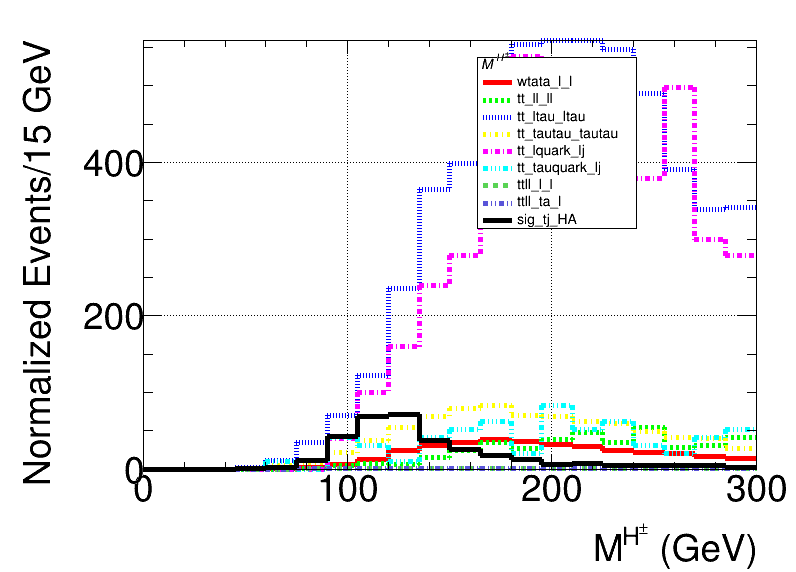 Normalized Events/15 GeV
400
200
0
M H±
wtata_l_l
tt_ll_ll
tt_ltau_ltau
tt_tautau_tautau
tt_lquark_lj
tt_tauquark_lj
ttll_l_l
ttll_ta_l
sig_tj_HA
0 100 200 300
M^H± (GeV)